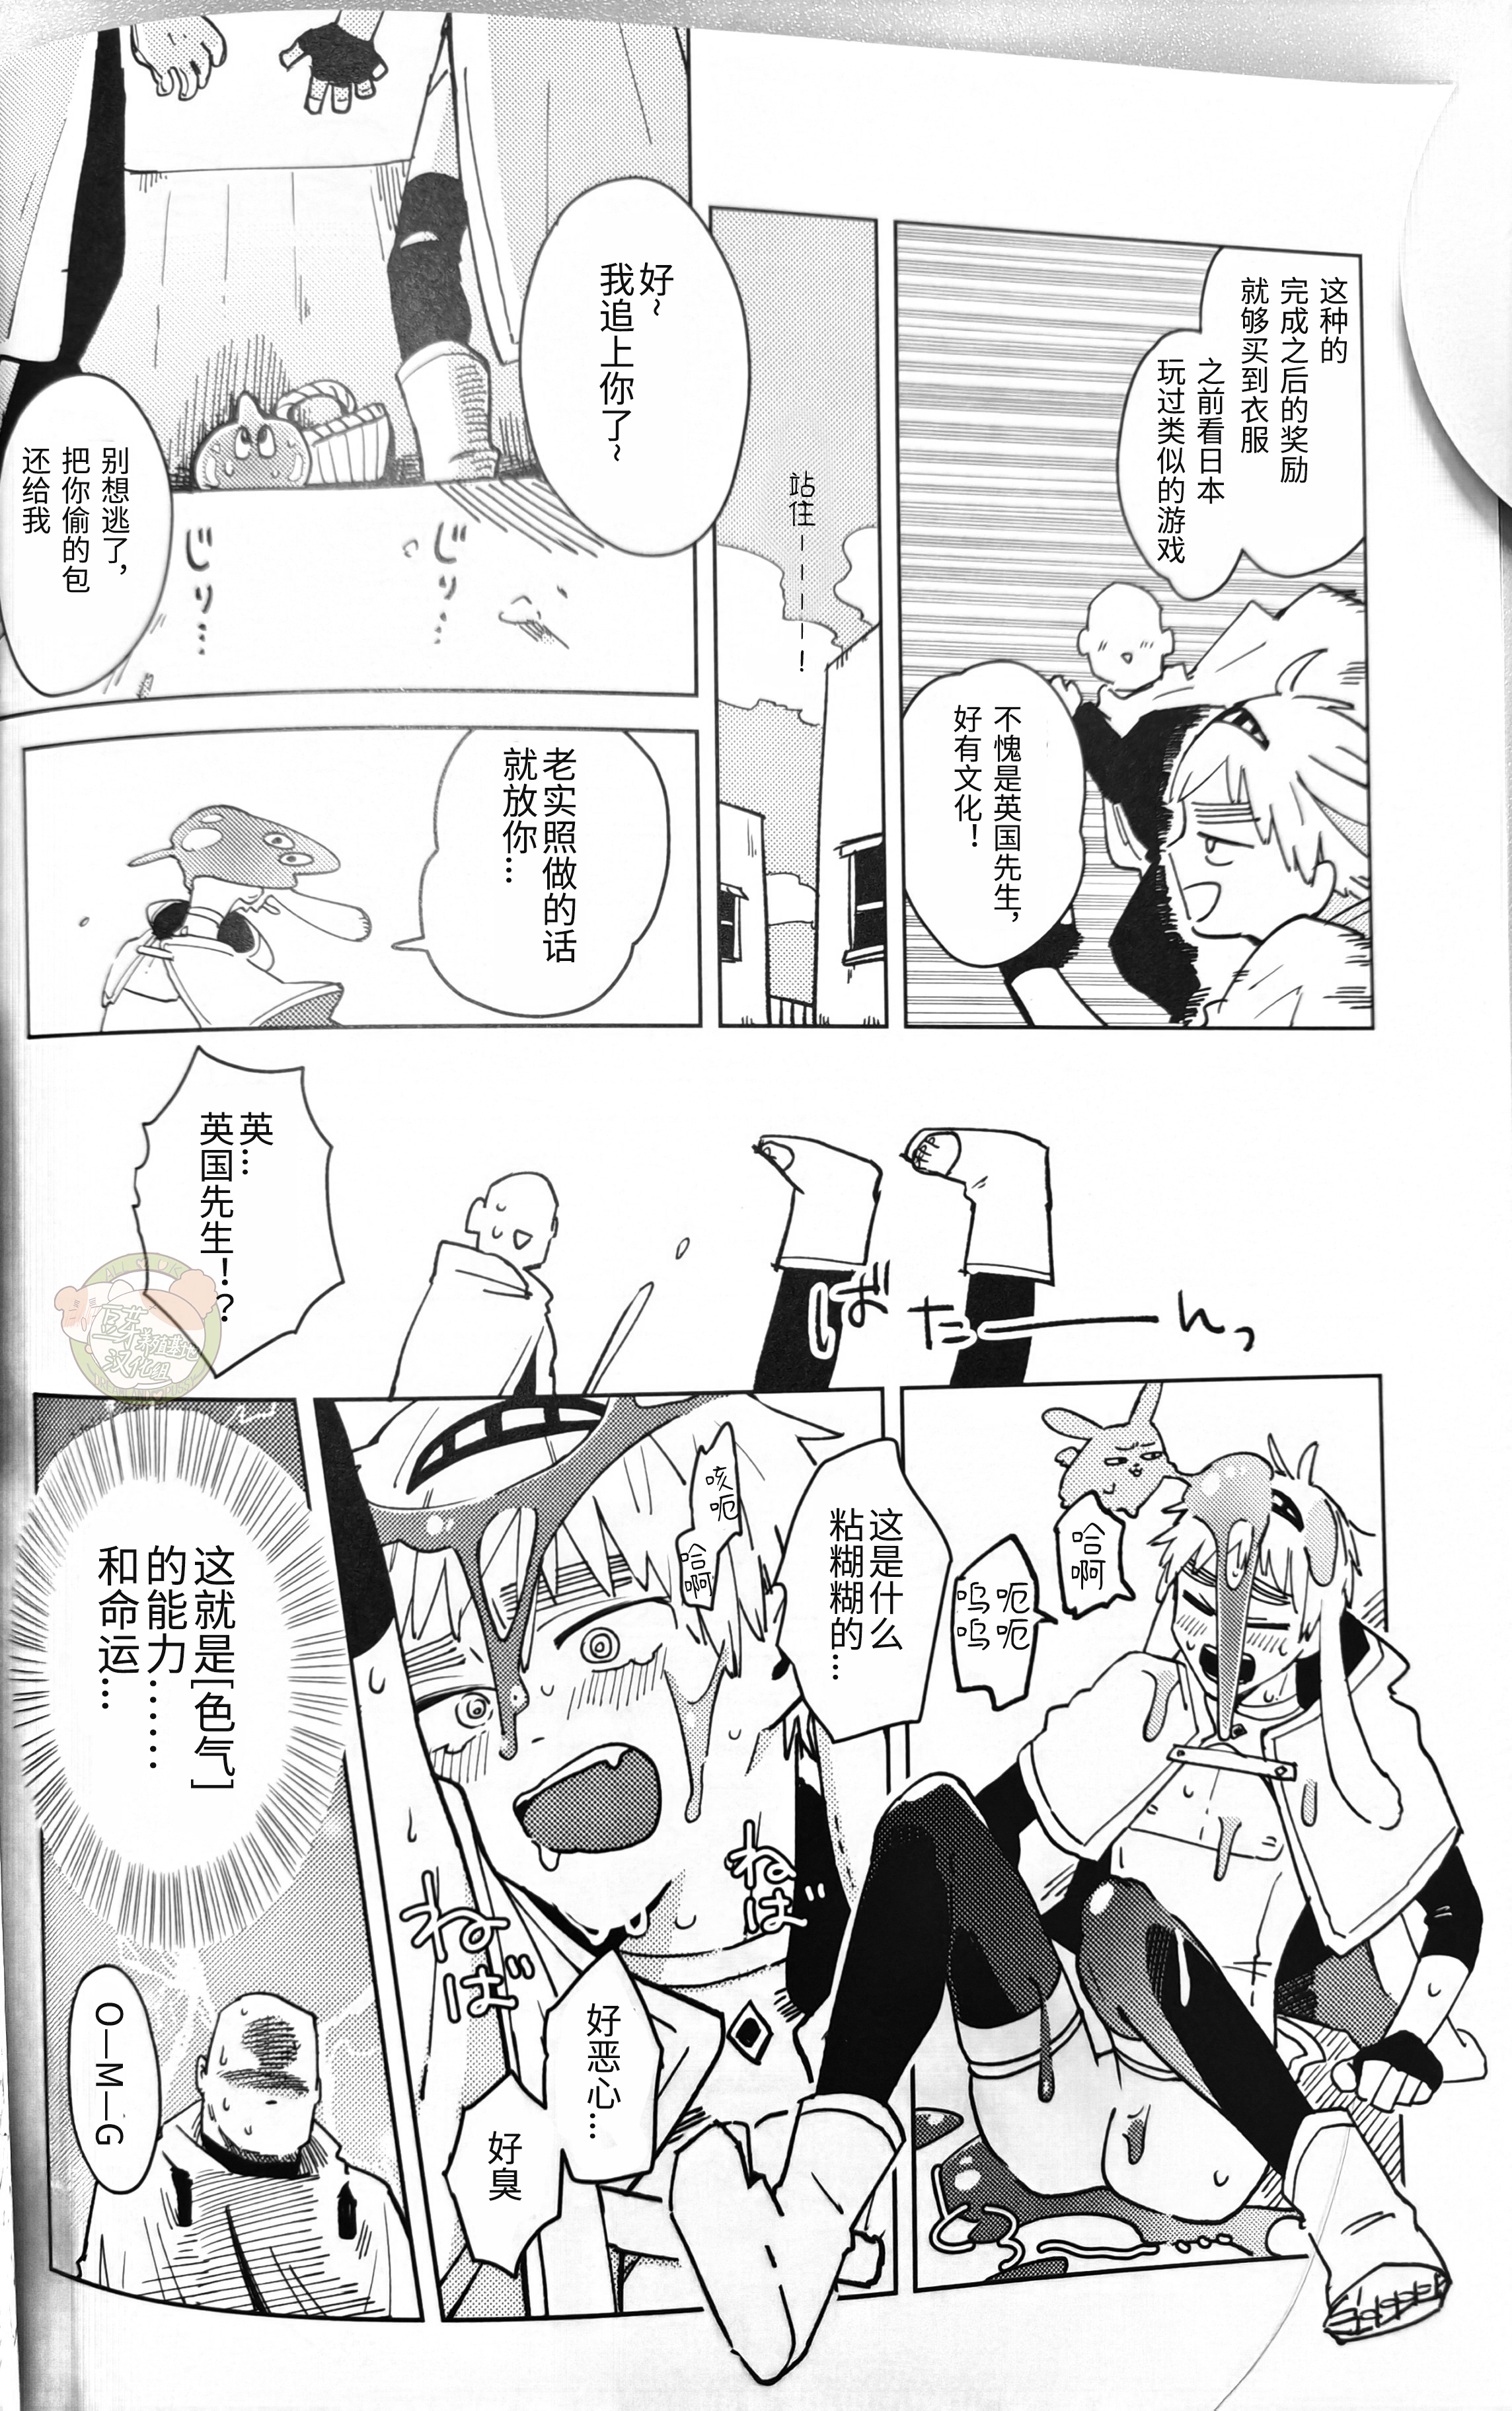 这种的
完成之后的奖励
就够买到衣服
之前看日本
玩过类似的游戏
不愧是英国先生，
好有文化！
站住－－－－－！
好~
我追上你了~
别想逃了，
把你偷的包
还给我
じり…
じり…
老实照做的话
就放你…
ばたーんっ
英…
英国先生！？
哈啊
呃呃
呜呜
这是什么
粘糊糊的…
咳呃
哈啊
ねば
ねば
好恶心…
好臭
とろ
这就是[色气]
的能力……
和命运…
O—M—G
汉化组